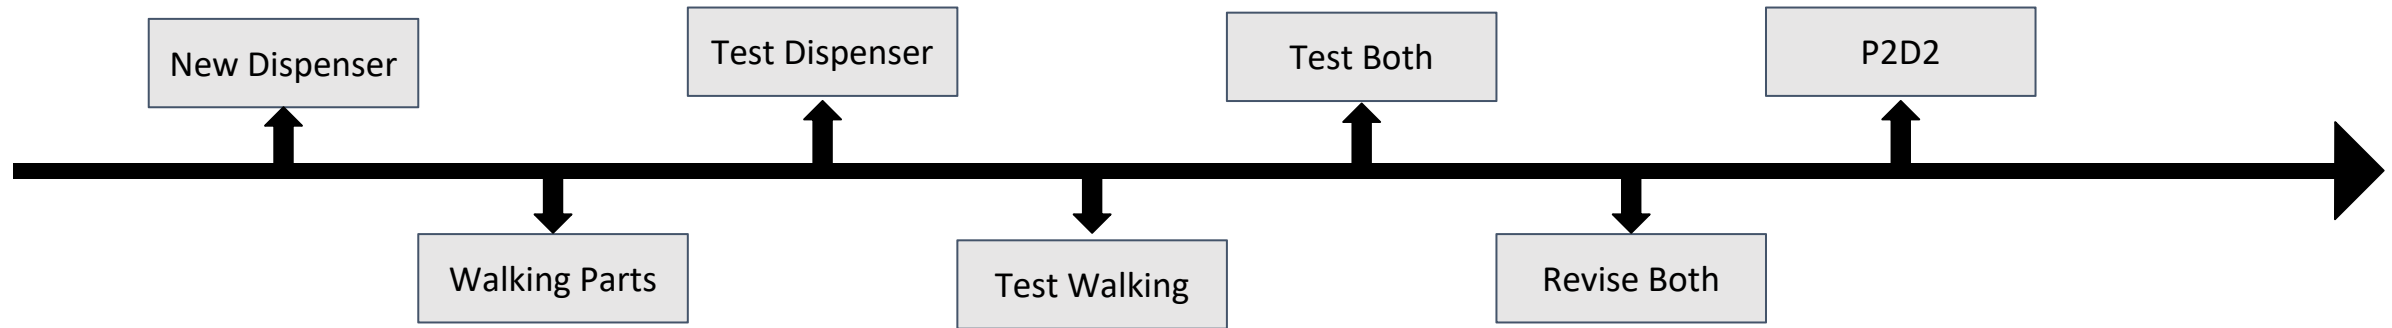 New Dispenser
Test Dispenser
Test Both
P2D2
Walking Parts
Test Walking
Revise Both